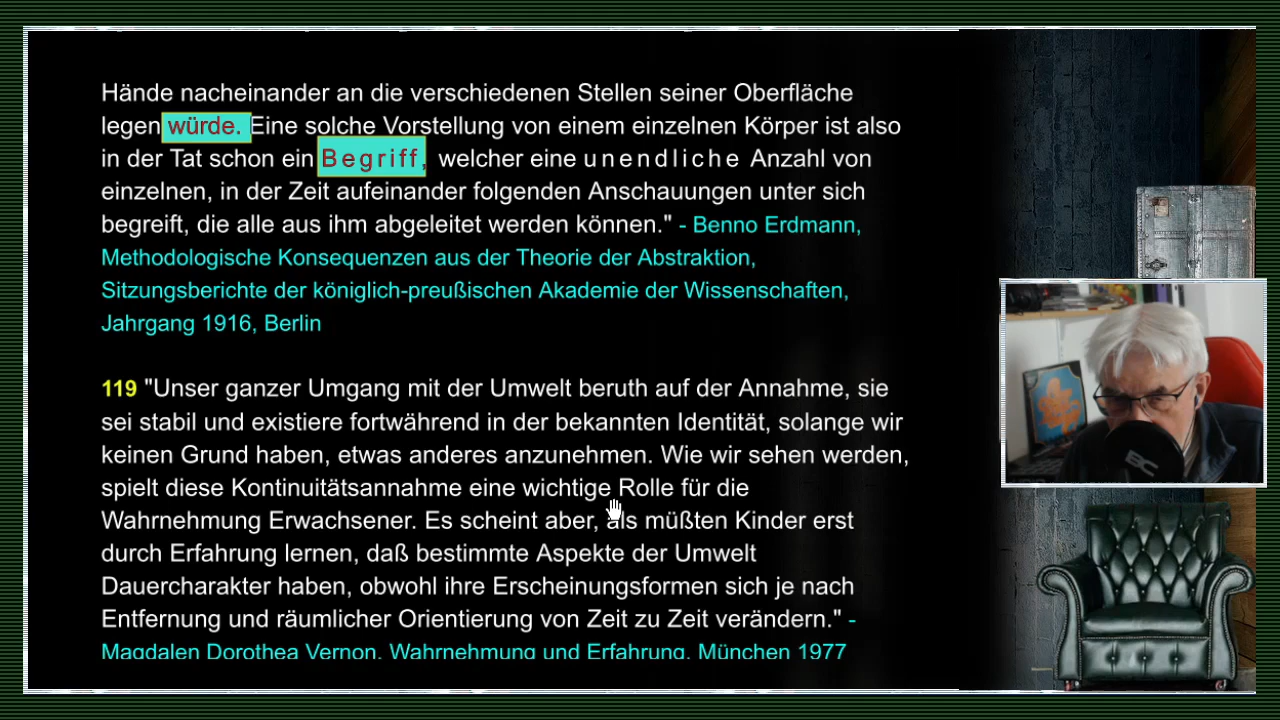 Hände nacheinander an die verschiedenen Stellen seiner Oberfläche
legen würde. Eine solche Vorstellung von einem einzelnen Körper ist also
in der Tat schon ein Begriff, welcher eine unendliche Anzahl von
einzelnen, in der Zeit aufeinander folgenden Anschauungen unter sich
begreift, die alle aus ihm abgeleitet werden können." - Benno Erdmann,
Methodologische Konsequenzen aus der Theorie der Abstraktion,
Sitzungsberichte der königlich-preußischen Akademie der Wissenschaften,
Jahrgang 1916, Berlin
119 "Unser ganzer Umgang mit der Umwelt beruth auf der Annahme, sie
sei stabil und existiere fortwährend in der bekannten Identität, solange wir
keinen Grund haben, etwas anderes anzunehmen. Wie wir sehen werden,
spielt diese Kontinuitätsannahme eine wichtige Rolle für die
Wahrnehmung Erwachsener. Es scheint aber, als müßten Kinder erst
durch Erfahrung lernen, daß bestimmte Aspekte der Umwelt
Dauercharakter haben, obwohl ihre Erscheinungsformen sich je nach
Entfernung und räumlicher Orientierung von Zeit zu Zeit verändern." -
Magdalen Dorothea Vernon, Wahrnehmung und Erfahrung, München 1977